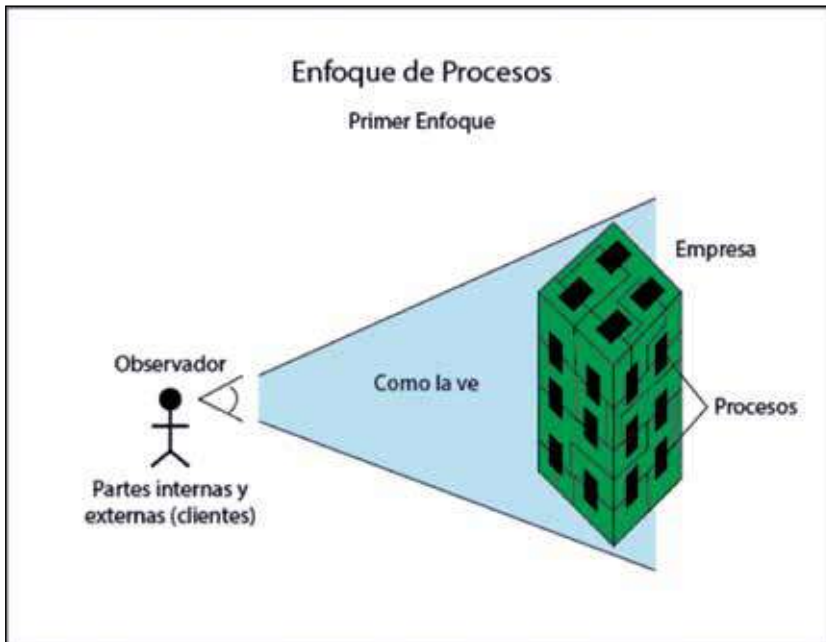 Enfoque de Procesos
Primer Enfoque
Empresa
Observador
Como la ve
Procesos
Partes internas y
externas (clientes)